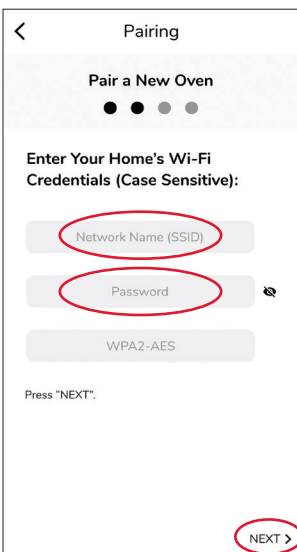 Pairing
Pair a New Oven
Enter Your Home's Wi-Fi
Credentials (Case Sensitive):
Network Name (SSID)
Password
WPA2-AES
Press "NEXT".
NEXT